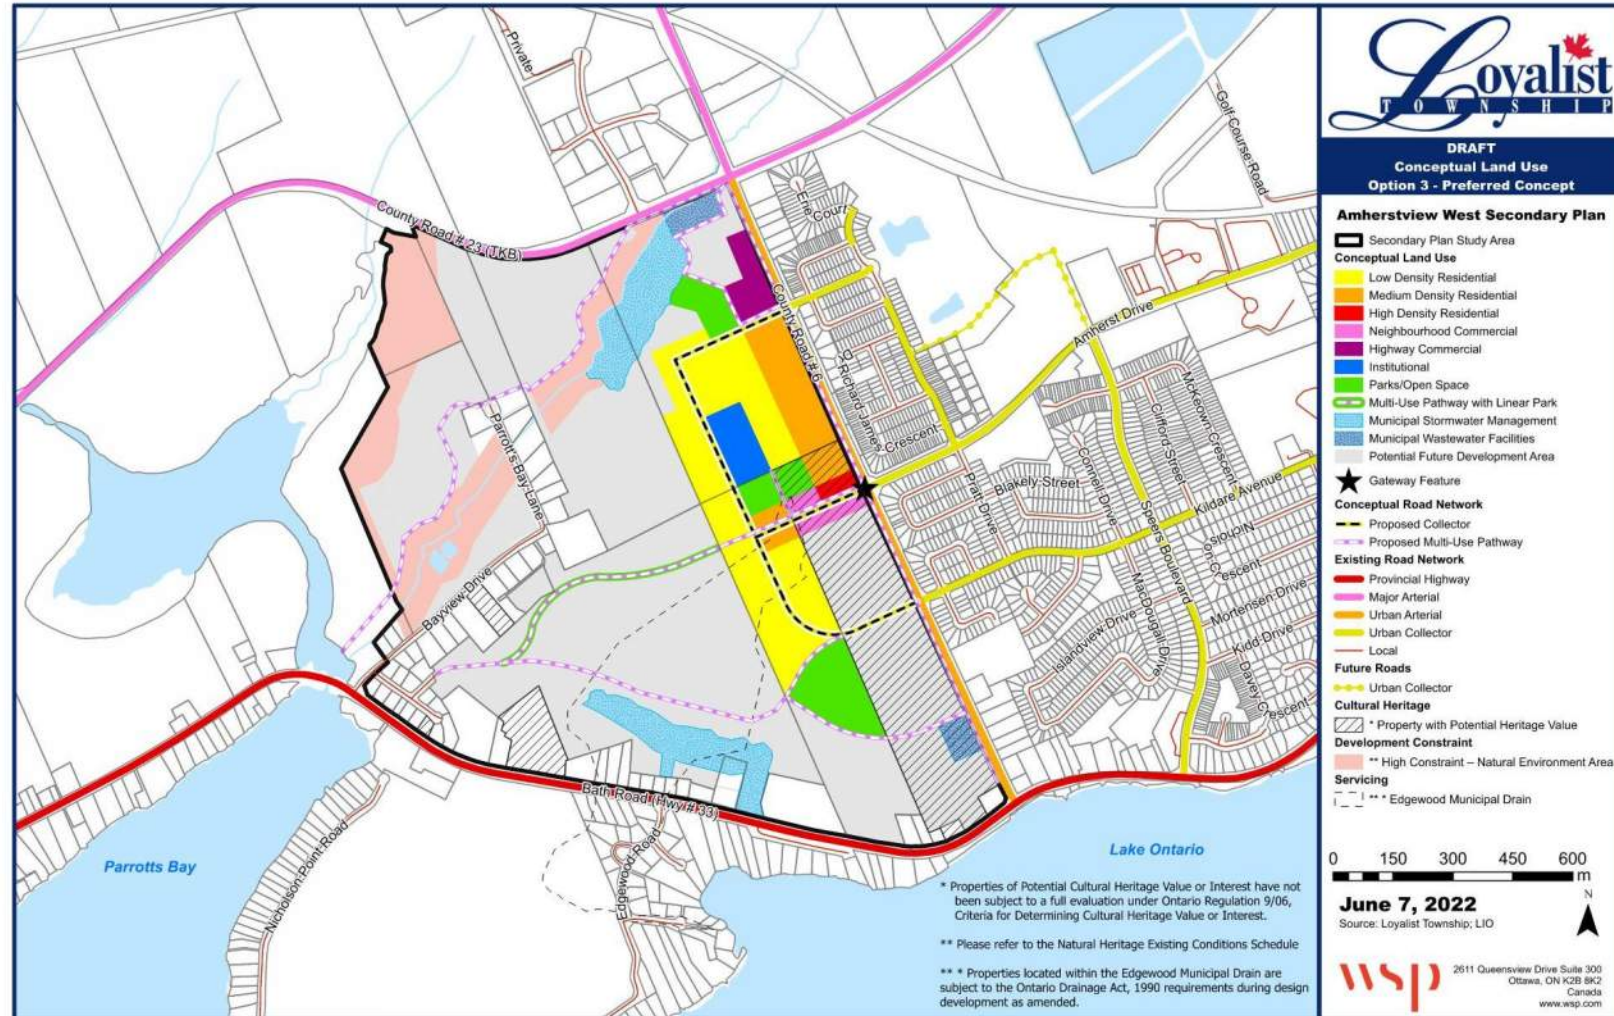 Private
Golf Course Road
Erie Court
County Road # 23 (TKB)
County Road # 6
Amherst Drive
Richard James
Crescent
Dr
McKeown Crescent
Clifford Street
Parrott's Bay Lane
Connell Drive
Blakely Street
Pratt Drive
Speers Boulevard
Kildare Avenue
Nicholson Crescent
Bayview Drive
MacDougall Drive
Mortensen Drive
Islandview Drive
Kidd Drive
Davey Crescent
Bath Road (Hwy # 33)
Nicholson Point Road
Edgewood Road
Parrotts Bay
Lake Ontario
* Properties of Potential Cultural Heritage Value or Interest have not
been subject to a full evaluation under Ontario Regulation 9/06,
Criteria for Determining Cultural Heritage Value or Interest.
** Please refer to the Natural Heritage Existing Conditions Schedule
** * Properties located within the Edgewood Municipal Drain are
subject to the Ontario Drainage Act, 1990 requirements during design
development as amended.
Loyalist
TOWNSHIP
DRAFT
Conceptual Land Use
Option 3 - Preferred Concept
Amherstview West Secondary Plan
Secondary Plan Study Area
Conceptual Land Use
Low Density Residential
Medium Density Residential
High Density Residential
Neighbourhood Commercial
Highway Commercial
Institutional
Parks/Open Space
Multi-Use Pathway with Linear Park
Municipal Stormwater Management
Municipal Wastewater Facilities
Potential Future Development Area
Gateway Feature
Conceptual Road Network
Proposed Collector
Proposed Multi-Use Pathway
Existing Road Network
Provincial Highway
Major Arterial
Urban Arterial
Urban Collector
Local
Future Roads
Urban Collector
Cultural Heritage
* Property with Potential Heritage Value
Development Constraint
** High Constraint – Natural Environment Area
Servicing
** * Edgewood Municipal Drain
0 150 300 450 600
m
June 7, 2022
N
Source: Loyalist Township; LIO
wsp
2611 Queensview Drive Suite 300
Ottawa, ON K2B 8K2
Canada
www.wsp.com